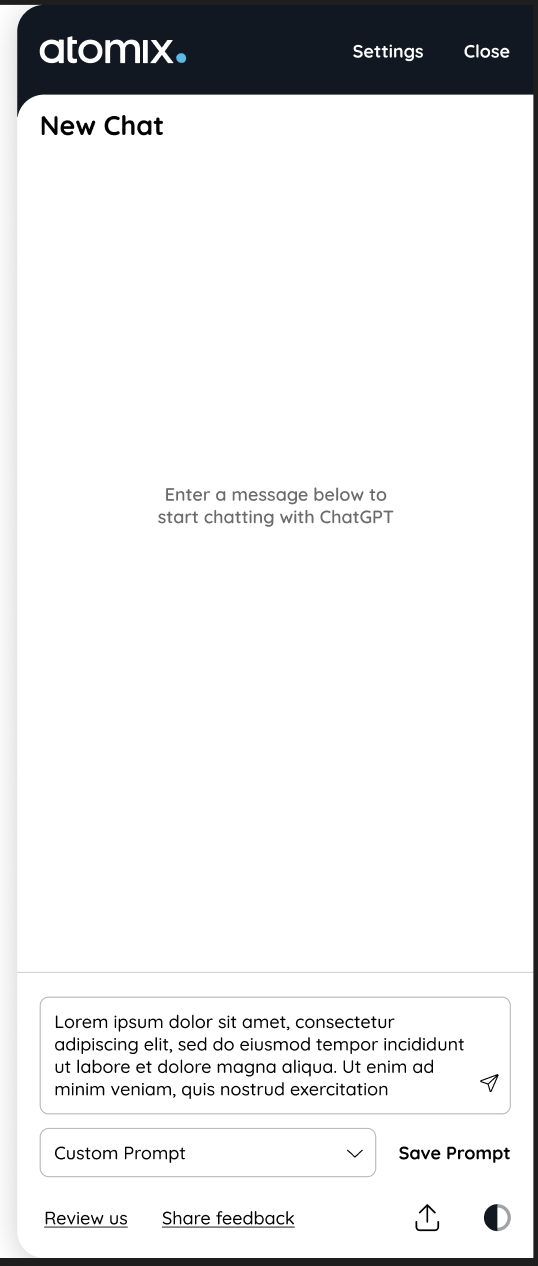 atomix.
Settings
Close
New Chat
Enter a message below to
start chatting with ChatGPT
Lorem ipsum dolor sit amet, consectetur
adipiscing elit, sed do eiusmod tempor incididunt
ut labore et dolore magna aliqua. Ut enim ad
minim veniam, quis nostrud exercitation
Custom Prompt
Save Prompt
Review us
Share feedback